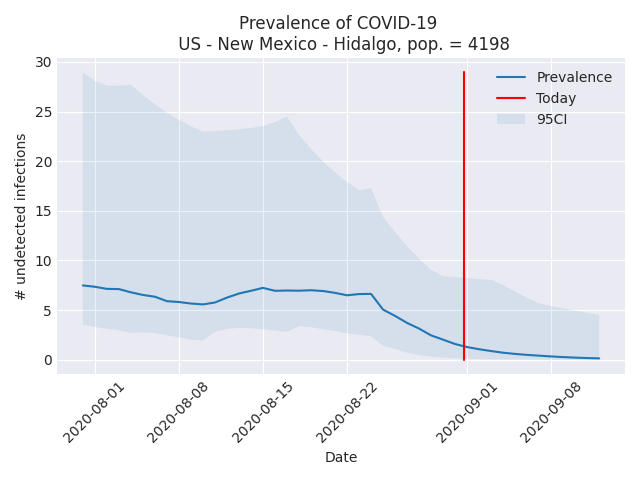 Prevalence of COVID-19
US - New Mexico - Hidalgo, pop. = 4198
30
25
20
15
10
5
0
# undetected infections
Prevalence
Today
95CI
2020-08-01
2020-08-08
2020-08-15
2020-08-22
2020-09-01
2020-09-08
Date